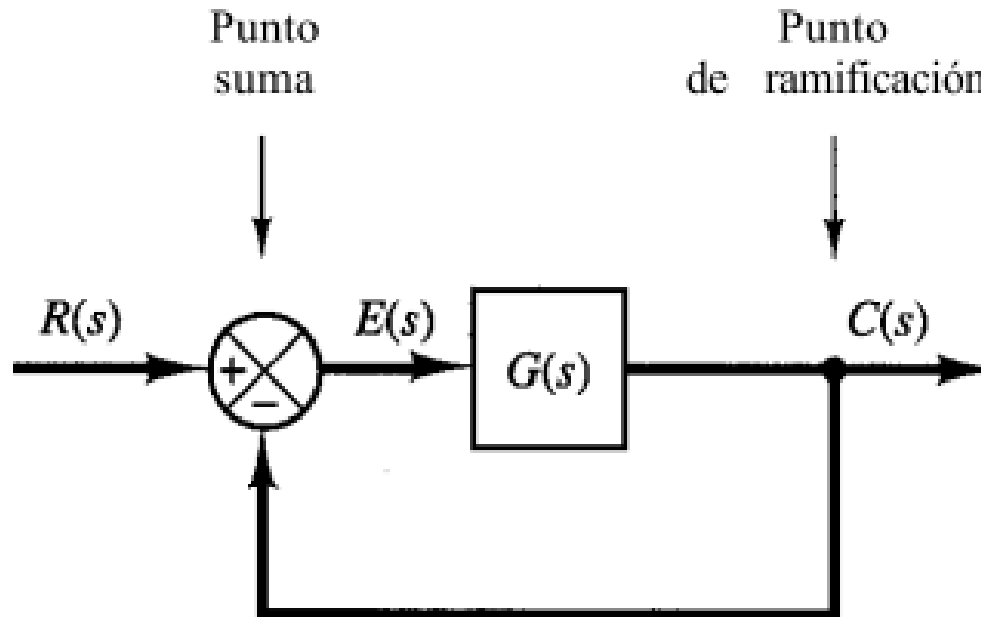 Punto
suma
Punto
de ramificación
R(s)
+
−
E(s)
G(s)
C(s)